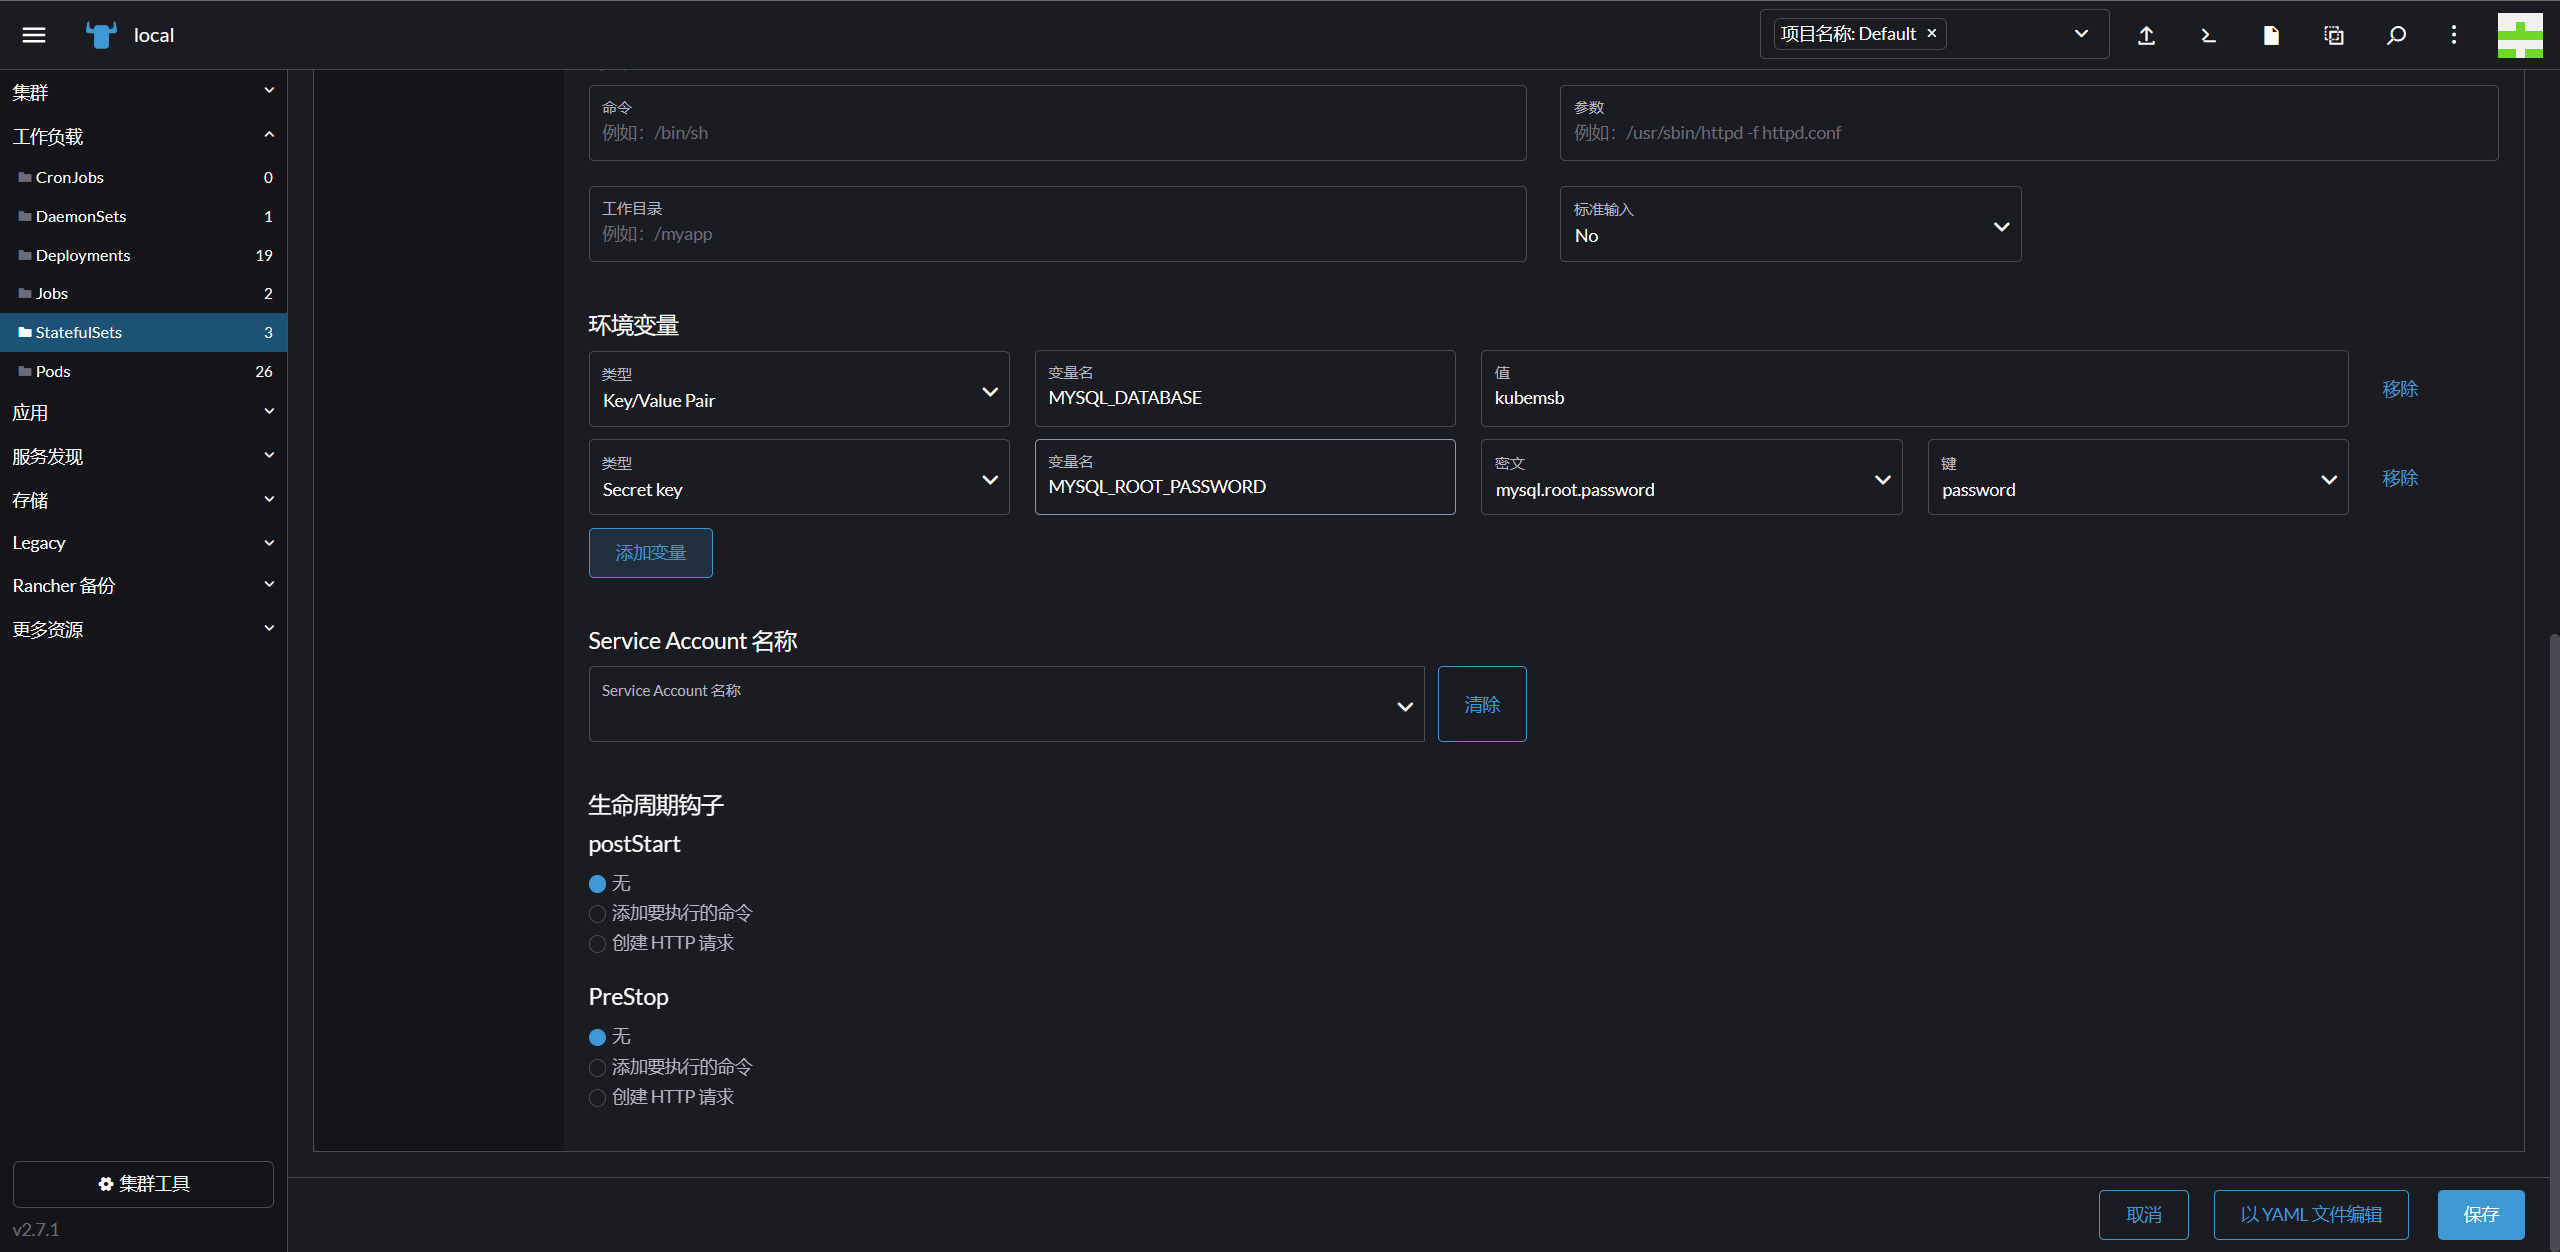 local
项目名称: Default ×
集群
工作负载
CronJobs 0
DaemonSets 1
Deployments 19
Jobs 2
StatefulSets 3
Pods 26
应用
服务发现
存储
Legacy
Rancher 备份
更多资源
集群工具
v2.7.1
命令
例如：/bin/sh
参数
例如：/usr/sbin/httpd -f httpd.conf
工作目录
例如：/myapp
标准输入
No
环境变量
类型
Key/Value Pair
变量名
MYSQL_DATABASE
值
kubemsb
移除
类型
Secret key
变量名
MYSQL_ROOT_PASSWORD
密文
mysql.root.password
键
password
移除
添加变量
Service Account 名称
Service Account 名称
清除
生命周期钩子
postStart
无
添加要执行的命令
创建 HTTP 请求
PreStop
无
添加要执行的命令
创建 HTTP 请求
取消
以 YAML 文件编辑
保存